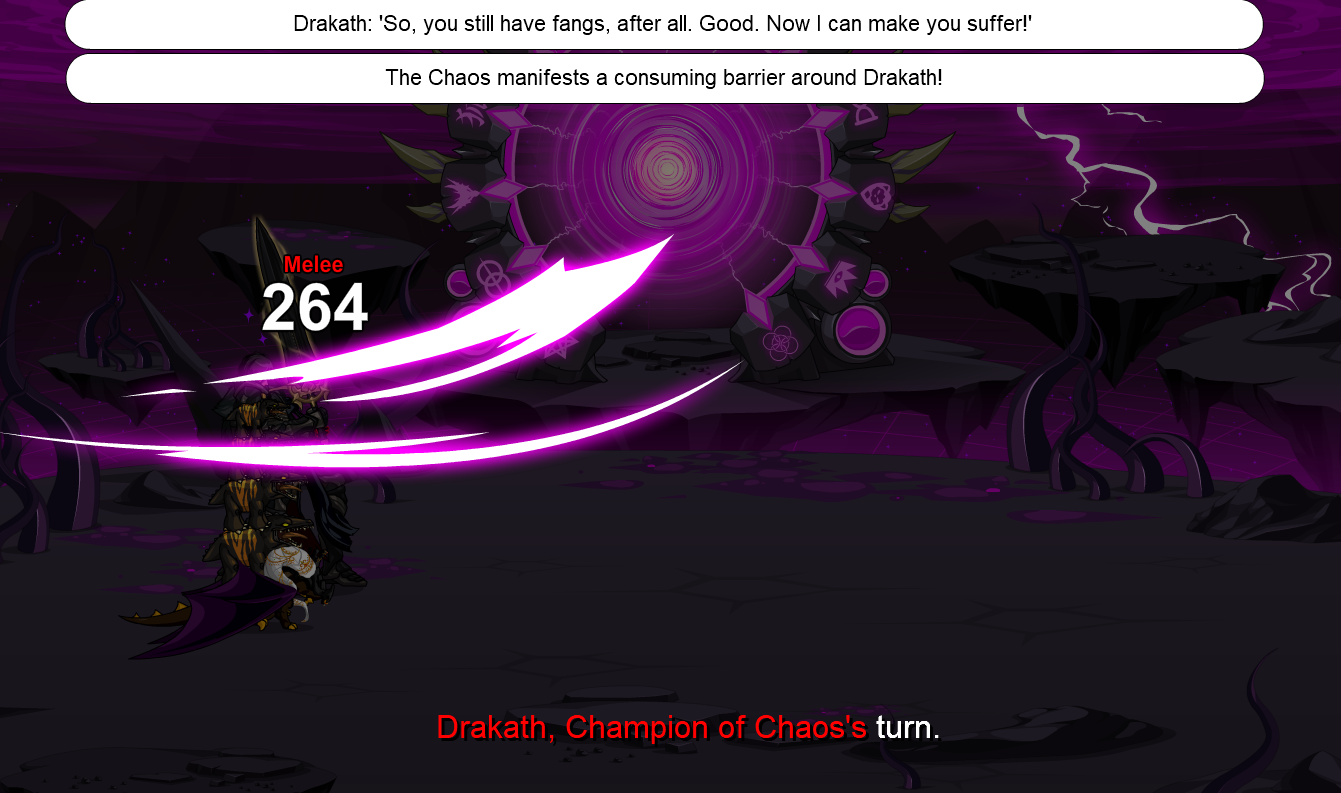 Drakath: 'So, you still have fangs, after all. Good. Now I can make you suffer!'
The Chaos manifests a consuming barrier around Drakath!
Melee
264
Drakath, Champion of Chaos's turn.